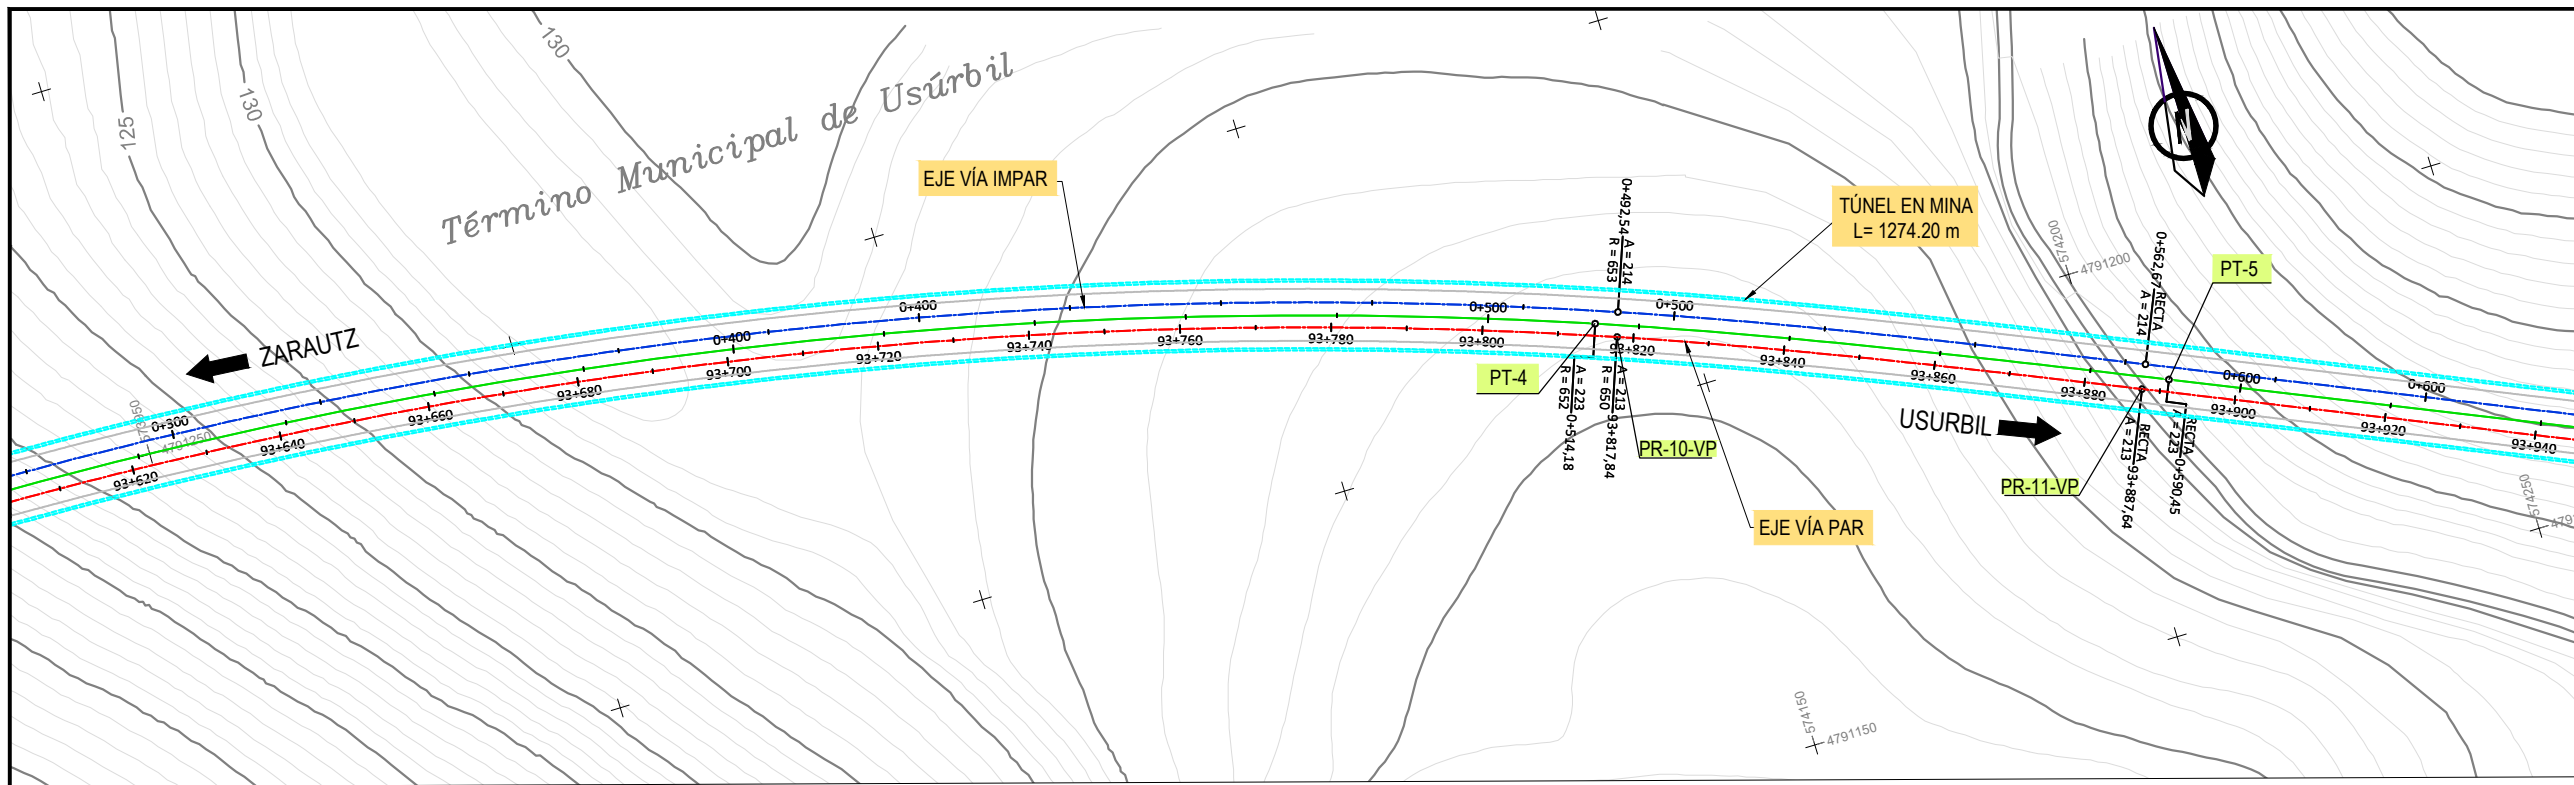 130
125
130
Término Municipal de Usúrbil
EJE VÍA IMPAR
TÚNEL EN MINA
L= 1274.20 m
N
574200
4791200
PT-5
0+492,54
A = 214
R = 653
0+562,67
RECTA
A = 214
ZARAUTZ
0+300
0+400
0+400
0+500
0+500
0+600
0+600
93+620
93+640
93+660
93+680
93+700
93+720
93+740
93+760
93+780
93+800
93+820
93+840
93+860
93+880
93+900
93+920
93+940
573950
4791250
PT-4
A = 223
R = 652
0+514,18
A = 213
R = 650
93+817,84
PR-10-VP
USURBIL
PR-11-VP
RECTA
A = 213
93+887,64
RECTA
A = 223
0+590,45
EJE VÍA PAR
574250
574150
4791150